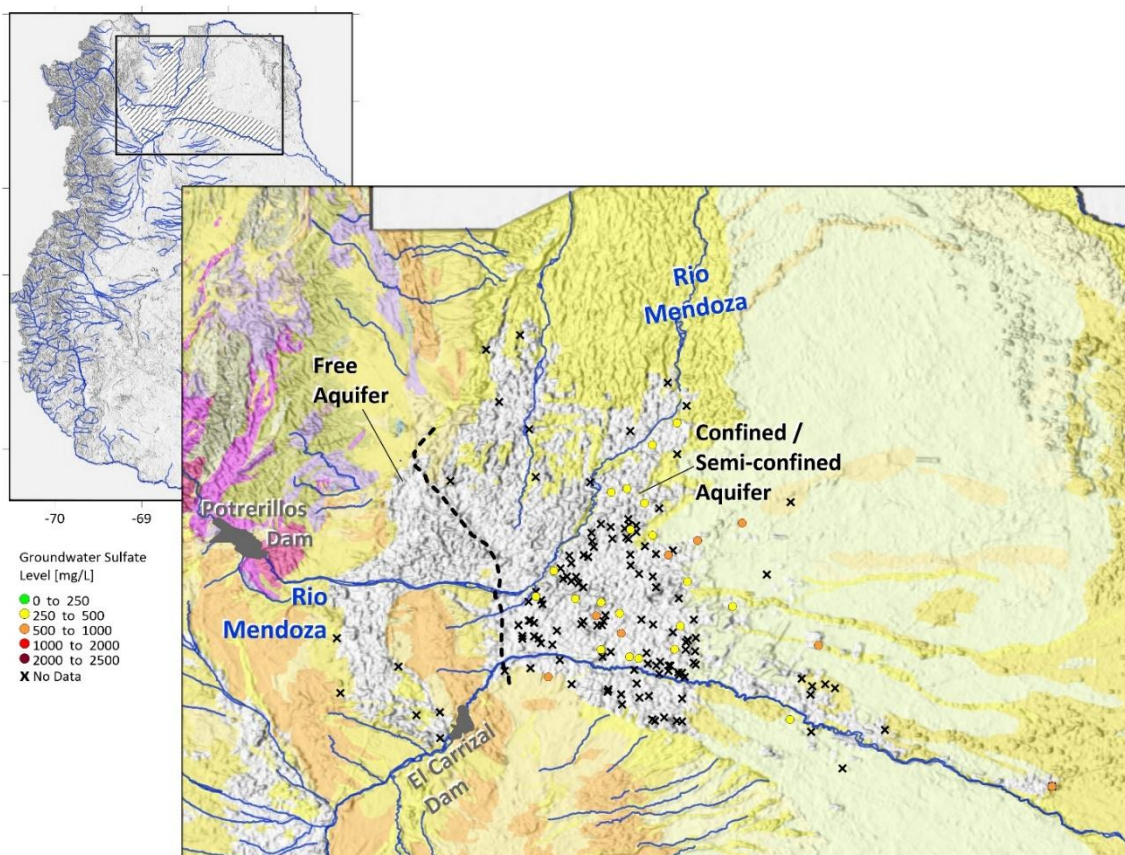 -70
-69
Groundwater Sulfate
Level [mg/L]
0 to 250
250 to 500
500 to 1000
1000 to 2000
2000 to 2500
X No Data
Rio
Mendoza
Free
Aquifer
Confined /
Semi-confined
Aquifer
Potrerillos
Dam
Rio
Mendoza
El Carrizal
Dam